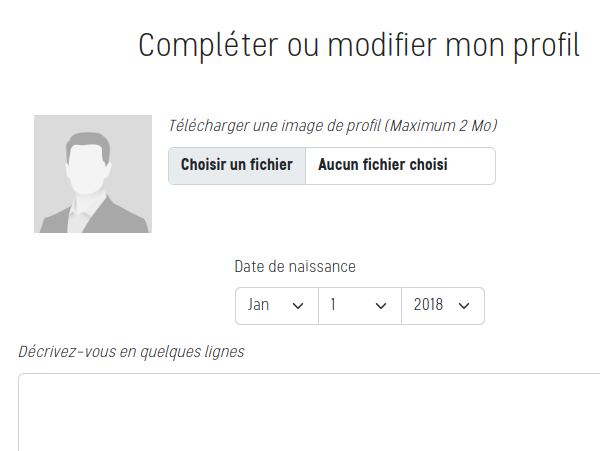 Compléter ou modifier mon profil
Télécharger une image de profil (Maximum 2 Mo)
Choisir un fichier Aucun fichier choisi
Date de naissance
Jan 1 2018
Décrivez-vous en quelques lignes